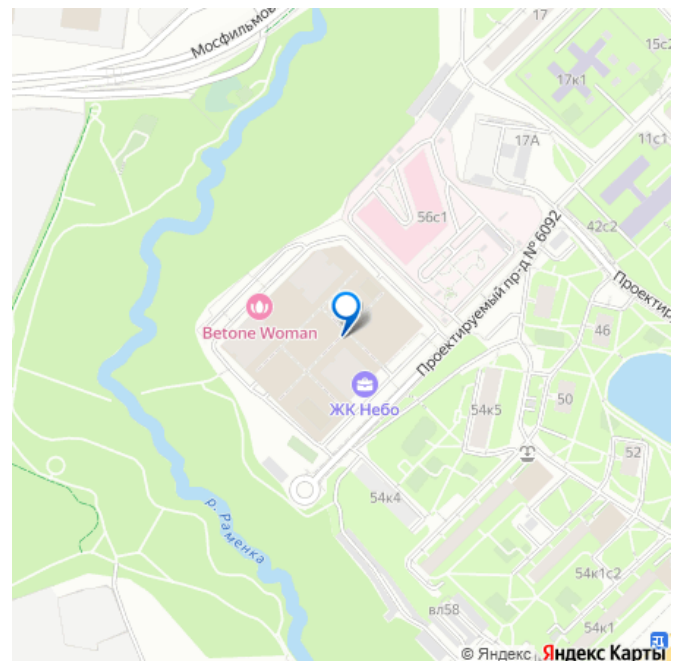 Мосфильмов
17
15с2
17к1
17А
11с1
56с1
42с2
Проектируемый пр-д № 6092
Проектир
Betone Woman
46
ЖК Небо
50
54к5
52
54к4
р. Раменка
54к1с2
вл58
54к1
© Яндекс Яндекс Карты